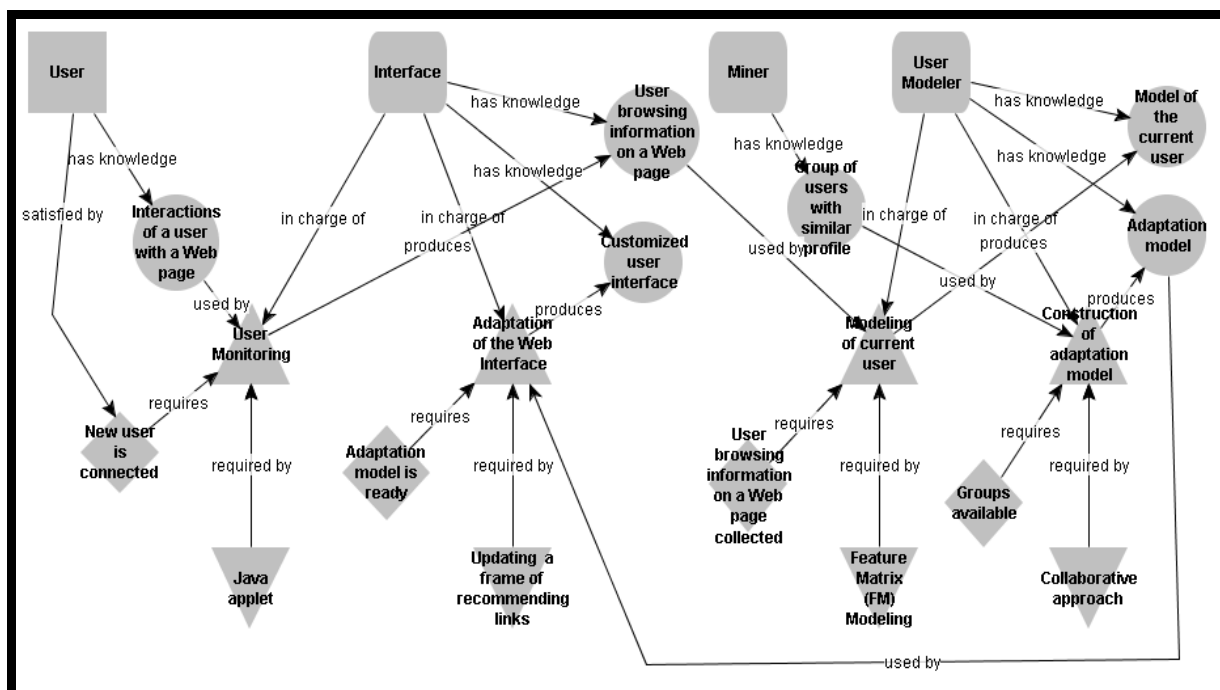 User
Interface
Miner
User
Modeler
has knowledge
User
browsing
information
on a Web
page
has knowledge
Model of
the
current
user
has knowledge
has knowledge
has knowledge
has knowledge
Group of
users
with
similar
profile
satisfied by
Interactions
of a user
with a Web
page
in charge of
in charge of
produces
Customized
user
interface
used by
in charge of
in charge of
produces
Adaptation
model
used by
used by
produces
produces
User
Monitoring
Adaptation
of the Web
Interface
Modeling
of current
user
Construction
of
adaptation
model
requires
requires
requires
requires
New user
is
connected
Adaptation
model is
ready
User
browsing
information
on a Web
page
collected
Groups
available
required by
required by
required by
required by
Java
applet
Updating a
frame of
recommending
links
Feature
Matrix
(FM)
Modeling
Collaborative
approach
used by